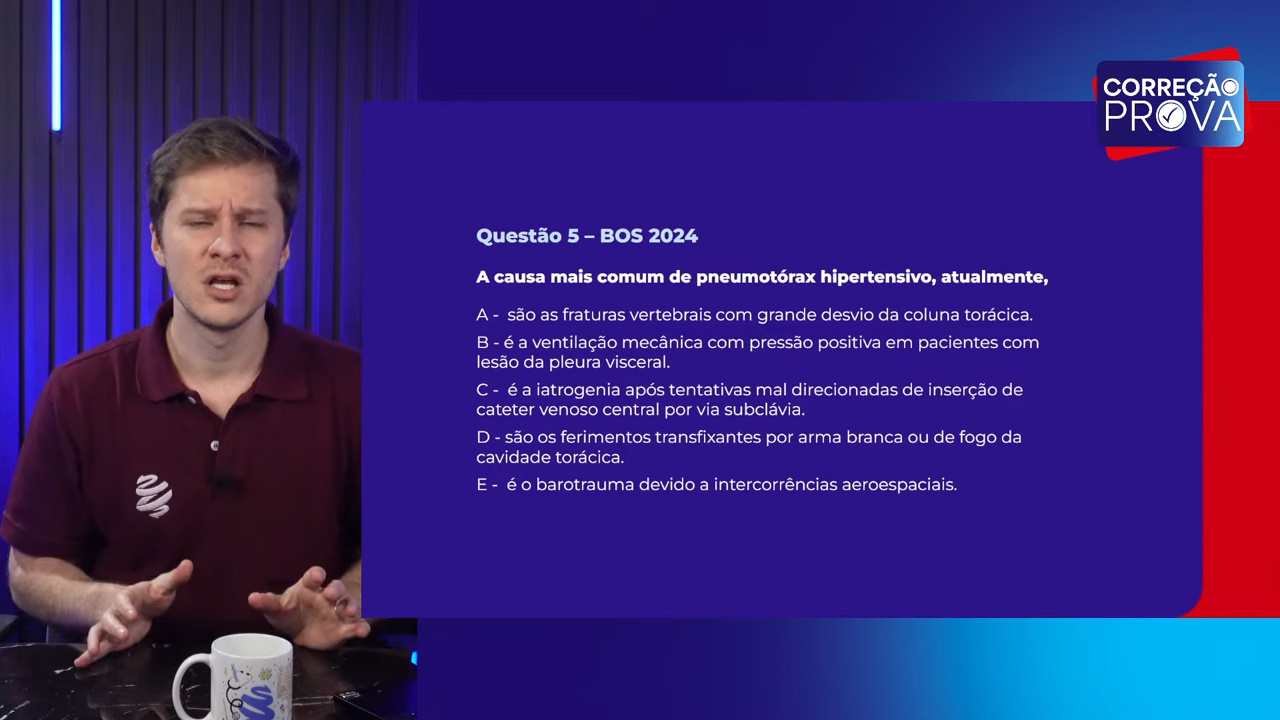 CORREÇÃO
PROVA
Questão 5 – BOS 2024
A causa mais comum de pneumotórax hipertensivo, atualmente,
A - são as fraturas vertebrais com grande desvio da coluna torácica.
B - é a ventilação mecânica com pressão positiva em pacientes com
lesão da pleura visceral.
C - é a iatrogenia após tentativas mal direcionadas de inserção de
cateter venoso central por via subclávia.
D - são os ferimentos transfixantes por arma branca ou de fogo da
cavidade torácica.
E - é o barotrauma devido a intercorrências aeroespaciais.